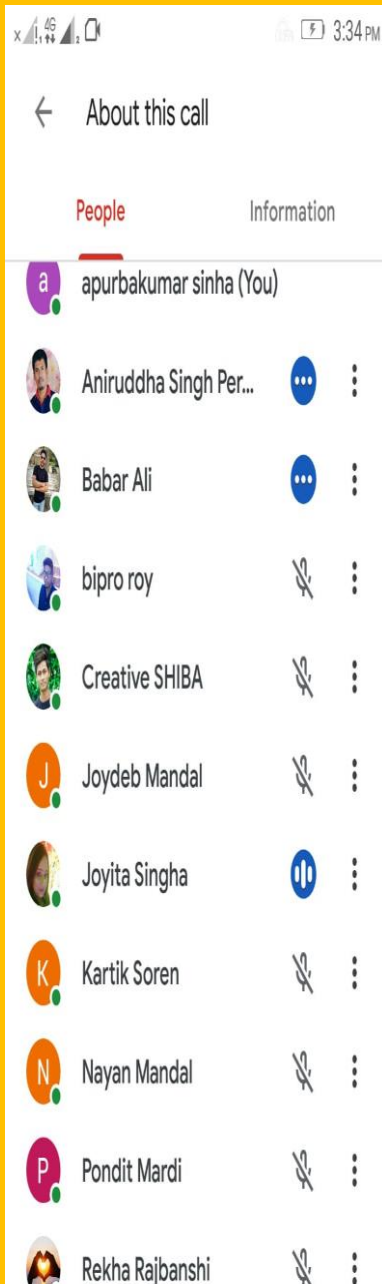 4G 3:34 PM
About this call
People Information
a apurbakumar sinha (You)
Aniruddha Singh Per...
Babar Ali
bipro roy
Creative SHIBA
J Joydeb Mandal
Joyita Singha
K Kartik Soren
N Nayan Mandal
P Pondit Mardi
Rekha Rajbanshi